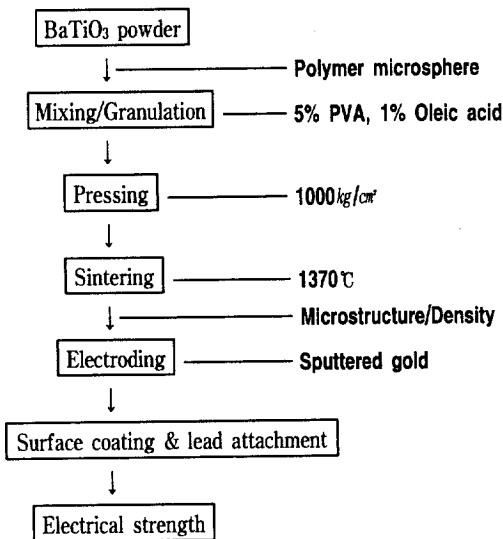 BaTiO₃ powder
Polymer microsphere
Mixing/Granulation
5% PVA, 1% Oleic acid
Pressing
1000㎏/㎠
Sintering
1370℃
Microstructure/Density
Electroding
Sputtered gold
Surface coating & lead attachment
Electrical strength